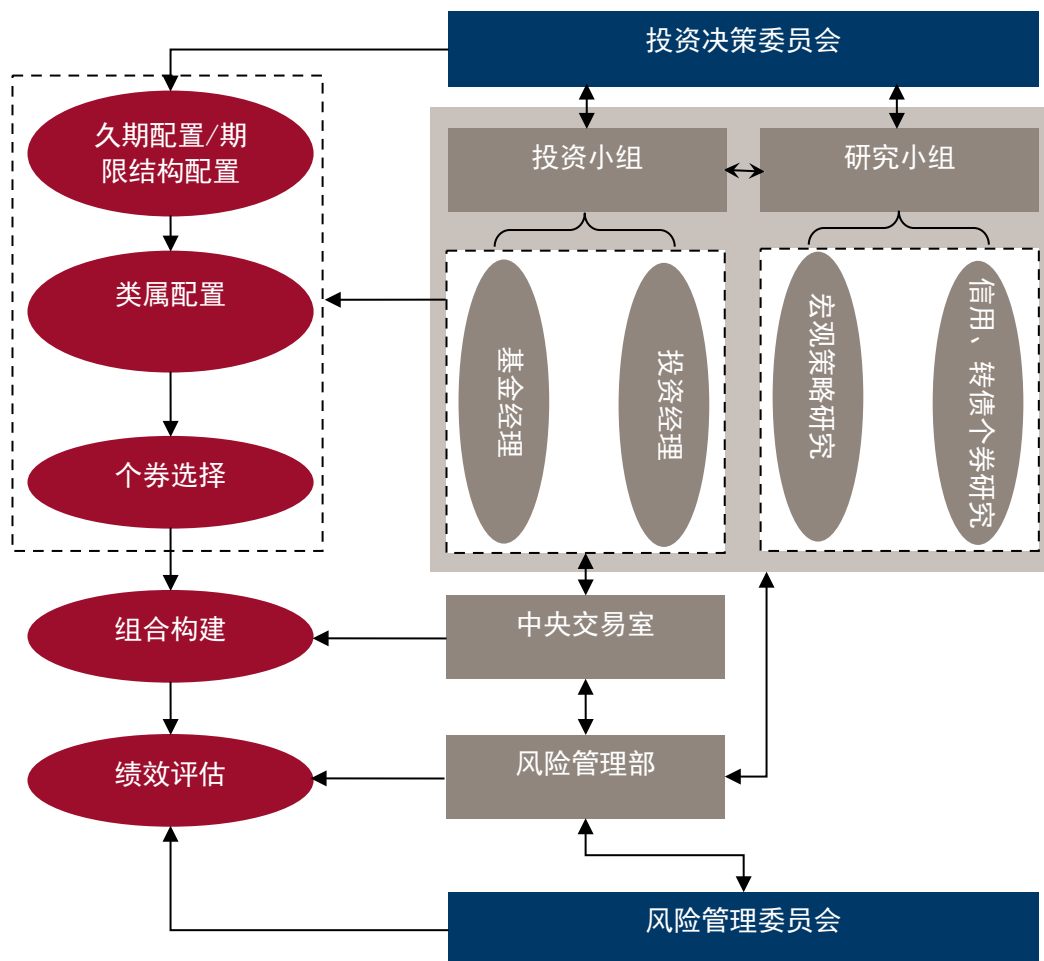 投资决策委员会
久期配置/期
限结构配置
投资小组
研究小组
类属配置
基金经理
投资经理
宏观策略研究
信用、转债个券研究
个券选择
组合构建
中央交易室
绩效评估
风险管理部
风险管理委员会